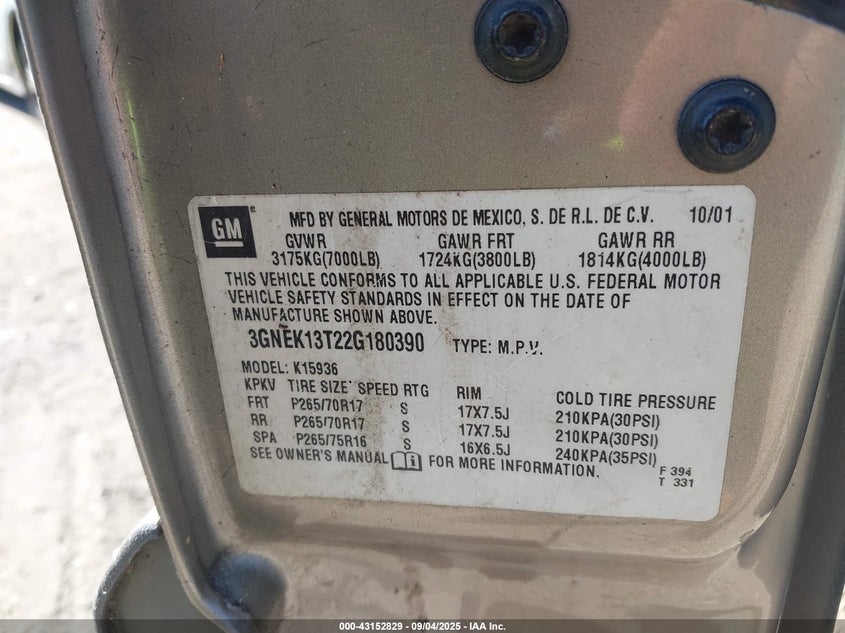 GM ® MFD BY GENERAL MOTORS DE MEXICO, S. DE R.L. DE C.V. 10/01
GVWR GAWR FRT GAWR RR
3175KG(7000LB) 1724KG(3800LB) 1814KG(4000LB)
THIS VEHICLE CONFORMS TO ALL APPLICABLE U.S. FEDERAL MOTOR
VEHICLE SAFETY STANDARDS IN EFFECT ON THE DATE OF
MANUFACTURE SHOWN ABOVE.
3GNEK13T22G180390 TYPE: M.P.V.
MODEL: K15936
KPKV TIRE SIZE SPEED RTG RIM COLD TIRE PRESSURE
FRT P265/70R17 S 17X7.5J 210KPA(30PSI)
RR P265/70R17 S 17X7.5J 210KPA(30PSI)
SPA P265/75R16 S 16X6.5J 240KPA(35PSI)
SEE OWNER'S MANUAL FOR MORE INFORMATION.
F 394
T 331
000-43152829 - 09/04/2025 - IAA Inc.